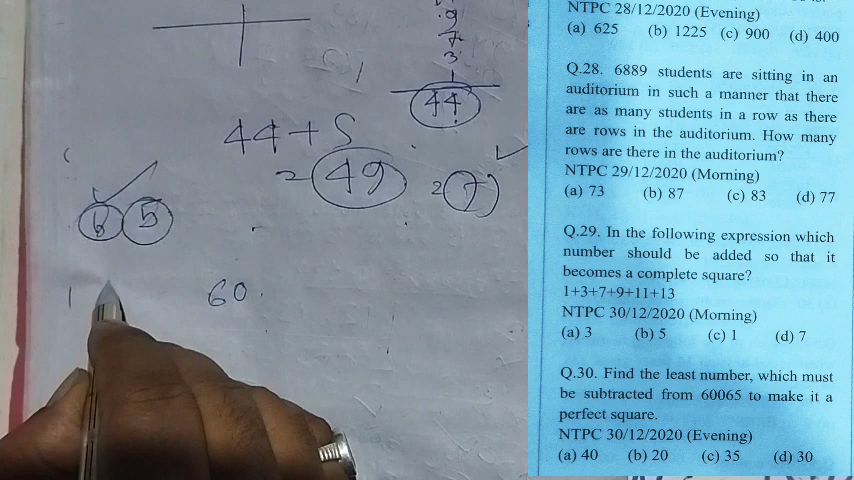 9
7
3
1
44
44+5
=49 =7
6 5
1 60
NTPC 28/12/2020 (Evening)
(a) 625 (b) 1225 (c) 900 (d) 400
Q.28. 6889 students are sitting in an
auditorium in such a manner that there
are as many students in a row as there
are rows in the auditorium. How many
rows are there in the auditorium?
NTPC 29/12/2020 (Morning)
(a) 73 (b) 87 (c) 83 (d) 77
Q.29. In the following expression which
number should be added so that it
becomes a complete square?
1+3+7+9+11+13
NTPC 30/12/2020 (Morning)
(a) 3 (b) 5 (c) 1 (d) 7
Q.30. Find the least number, which must
be subtracted from 60065 to make it a
perfect square.
NTPC 30/12/2020 (Evening)
(a) 40 (b) 20 (c) 35 (d) 30